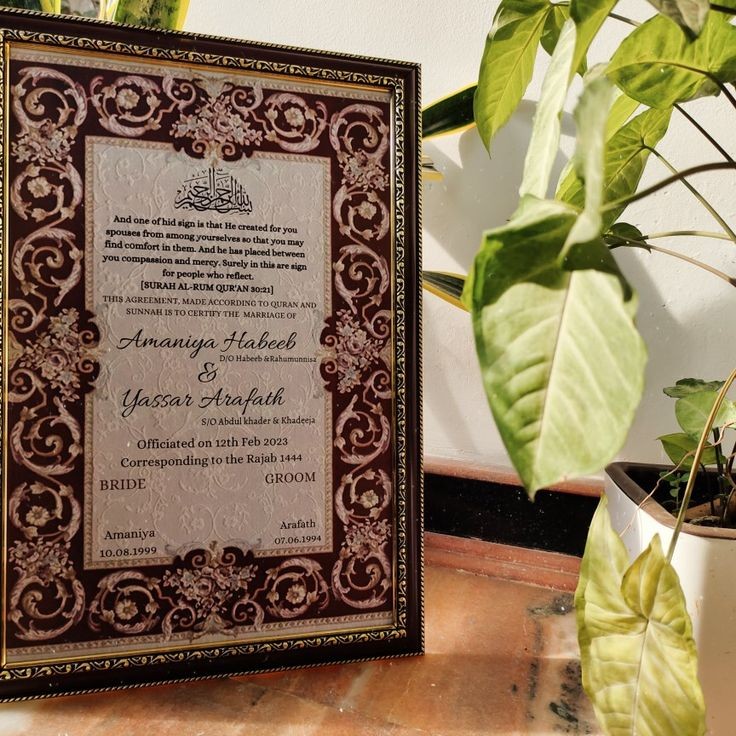 بسم الله الرحمن الرحيم
And one of hid sign is that He created for you
spouses from among yourselves so that you may
find comfort in them. And he has placed between
you compassion and mercy. Surely in this are sign
for people who reflect.
[SURAH AL-RUM QUR'AN 30:21]
THIS AGREEMENT, MADE ACCORDING TO QURAN AND
SUNNAH IS TO CERTIFY THE MARRIAGE OF
Amaniya Habeeb
D/O Habeeb &Rahumunnisa
&
Yassar Arafath
S/O Abdul khader & Khadeeja
Officiated on 12th Feb 2023
Corresponding to the Rajab 1444
BRIDE GROOM
Amaniya Arafath
10.08.1999 07.06.1994